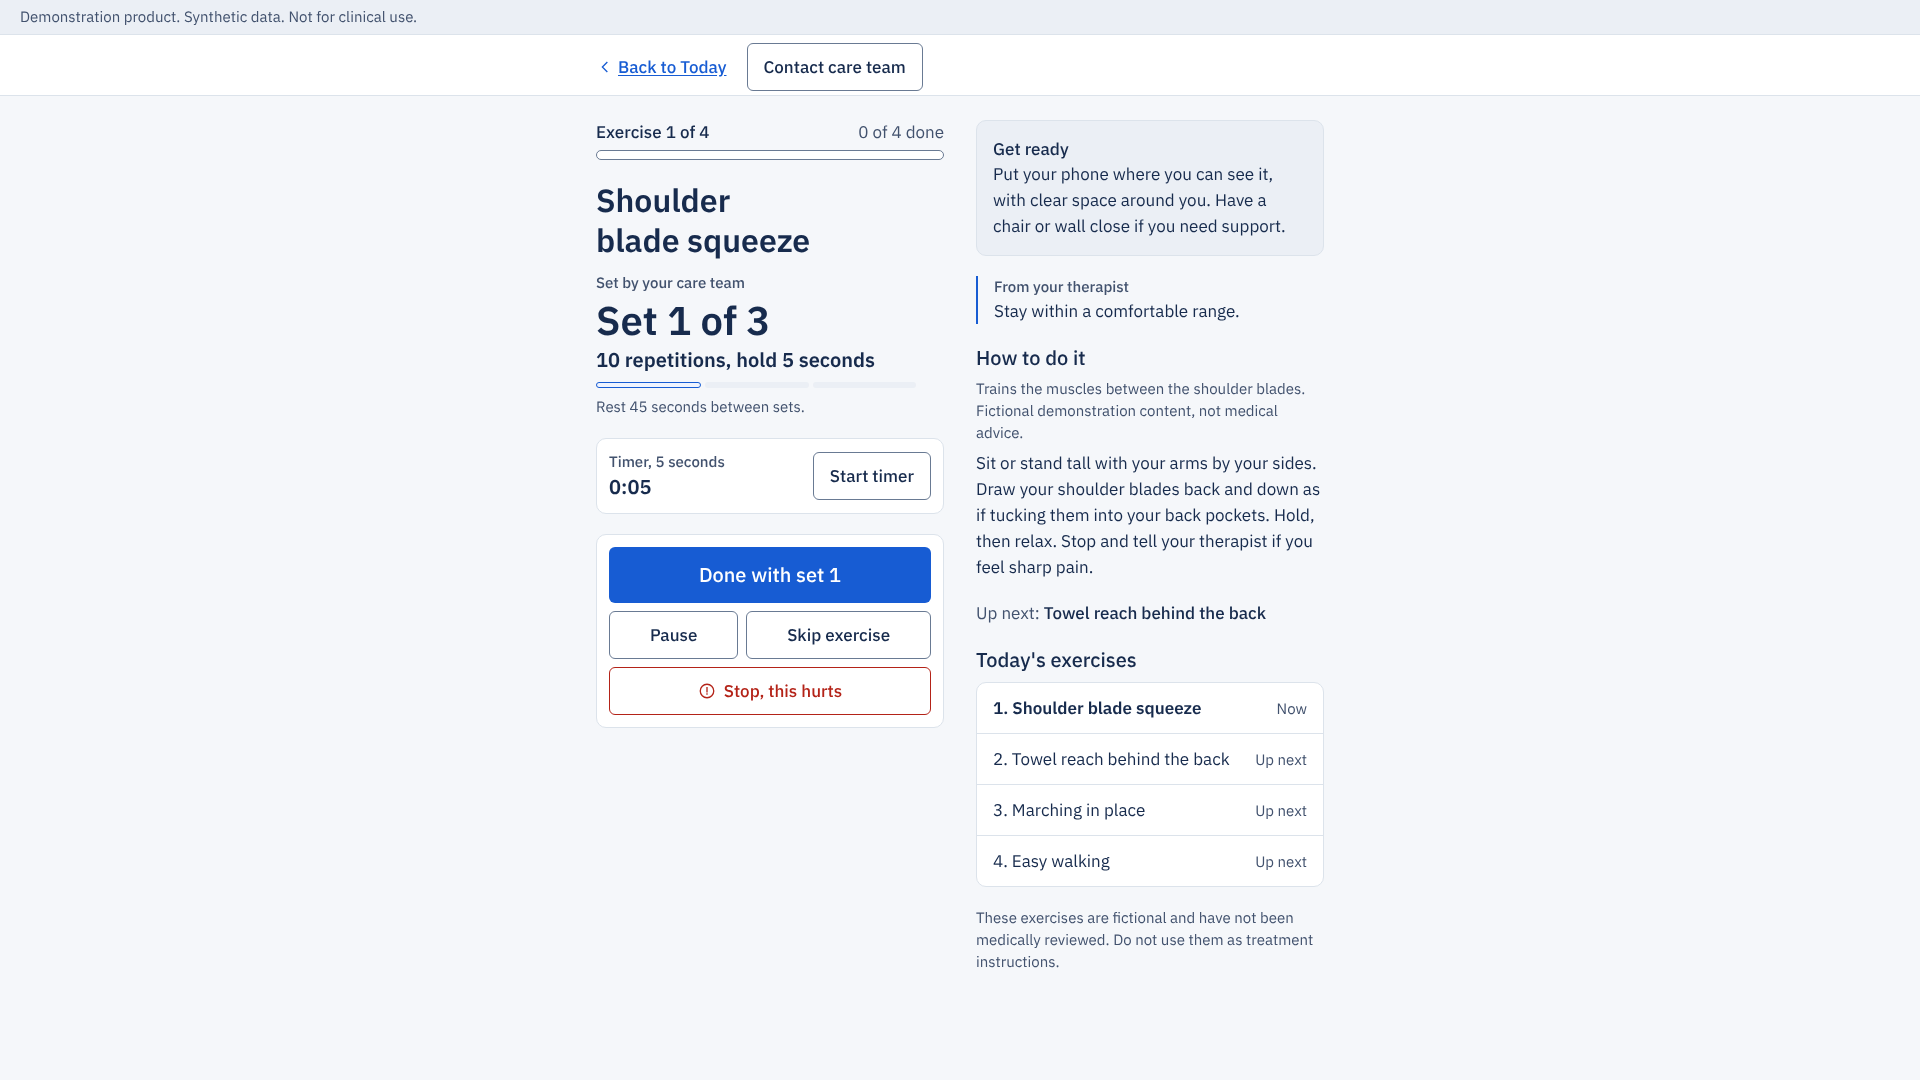 Demonstration product. Synthetic data. Not for clinical use.
Back to Today
Contact care team
Exercise 1 of 4
0 of 4 done
Shoulder
blade squeeze
Set by your care team
Set 1 of 3
10 repetitions, hold 5 seconds
Rest 45 seconds between sets.
Timer, 5 seconds
0:05
Start timer
Done with set 1
Pause
Skip exercise
Stop, this hurts
Get ready
Put your phone where you can see it,
with clear space around you. Have a
chair or wall close if you need support.
From your therapist
Stay within a comfortable range.
How to do it
Trains the muscles between the shoulder blades.
Fictional demonstration content, not medical
advice.
Sit or stand tall with your arms by your sides.
Draw your shoulder blades back and down as
if tucking them into your back pockets. Hold,
then relax. Stop and tell your therapist if you
feel sharp pain.
Up next: Towel reach behind the back
Today's exercises
1. Shoulder blade squeeze
Now
2. Towel reach behind the back
Up next
3. Marching in place
Up next
4. Easy walking
Up next
These exercises are fictional and have not been
medically reviewed. Do not use them as treatment
instructions.